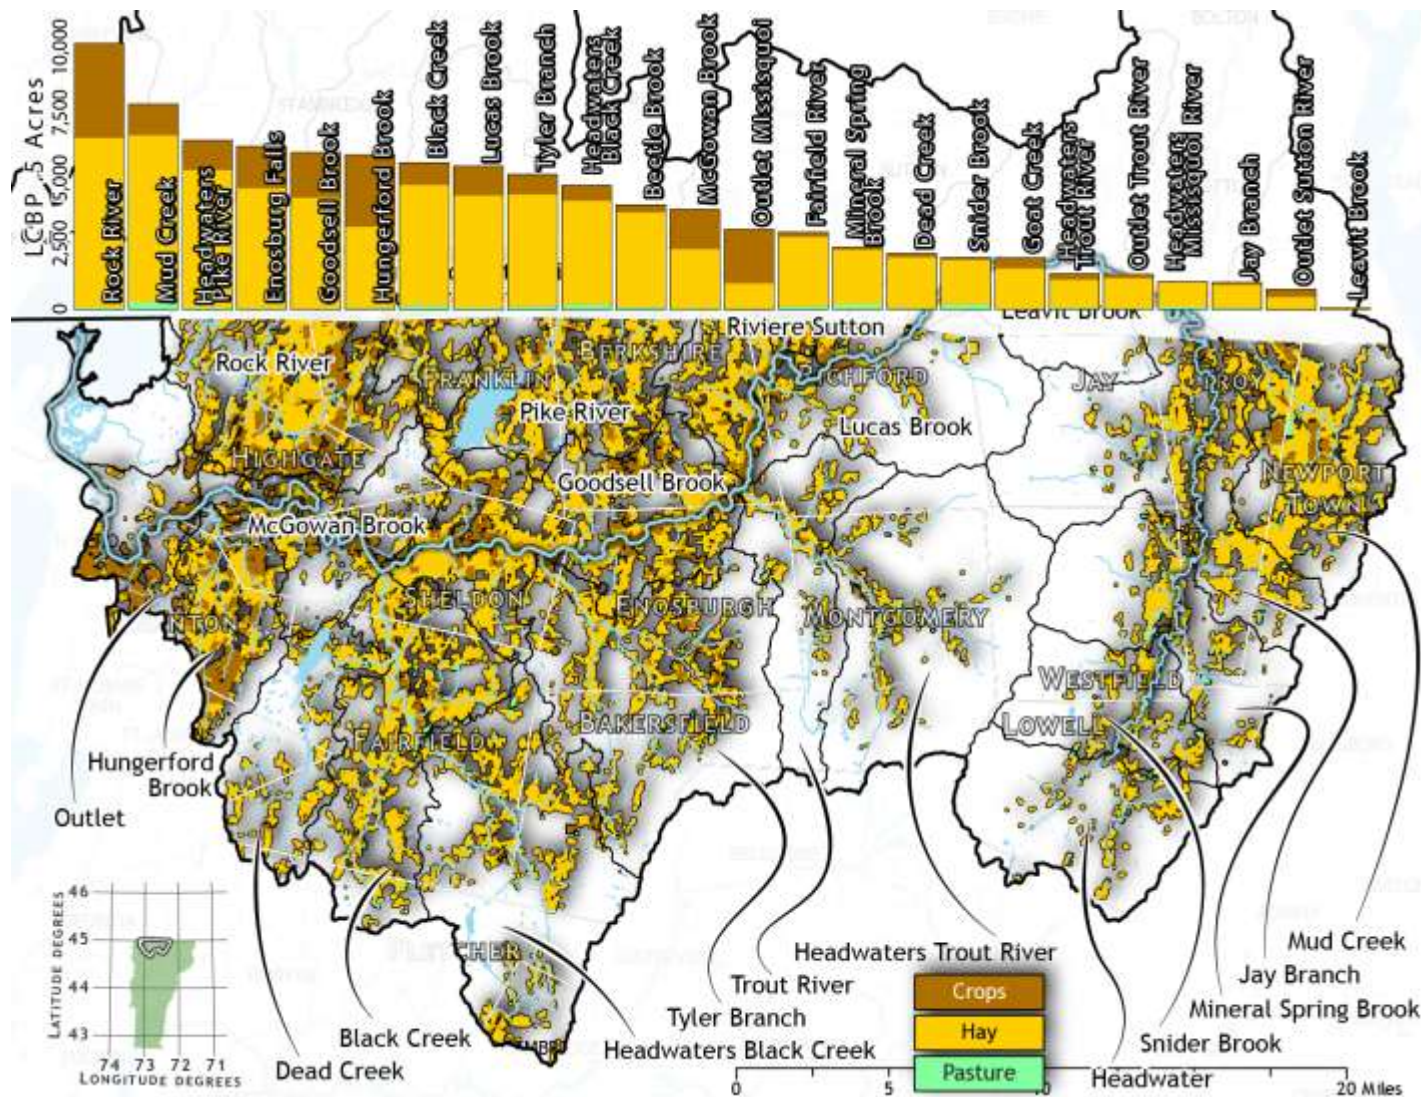 LCBP_5 Acres
10,000
7,500
5,000
2,500
0
Rock River
Mud Creek
Headwaters
Pike River
Enosburg Falls
Goodsell Brook
Hungerford Brook
Black Creek
Lucas Brook
Tyler Branch
Headwaters
Black Creek
Beetle Brook
McGowan Brook
Outlet Missisquoi
Fairfield River
Mineral Spring
Brook
Dead Creek
Snider Brook
Goat Creek
Headwaters
Trout River
Outlet Trout River
Headwaters
Missisquoi River
Jay Branch
Outlet Sutton River
Leavit Brook
Leavit Brook
Riviere Sutton
BERKSHIRE
Rock River
FRANKLIN
RICHFORD
JAY
TROY
Pike River
Lucas Brook
HIGHGATE
NEWPORT
TOWN
Goodsell Brook
McGowan Brook
SHELDON
ENOSBURGH
MONTGOMERY
NTON
WESTFIELD
LOWELL
BAKERSFIELD
FAIRFIELD
Hungerford
Brook
Outlet
FLETCHER
Headwaters Trout River
Mud Creek
Jay Branch
Trout River
Mineral Spring Brook
Tyler Branch
Black Creek
Headwaters Black Creek
Snider Brook
Dead Creek
Headwater
Crops
Hay
Pasture
LATITUDE DEGREES
46
45
44
43
74 73 72 71
LONGITUDE DEGREES
0 5 10 20 Miles